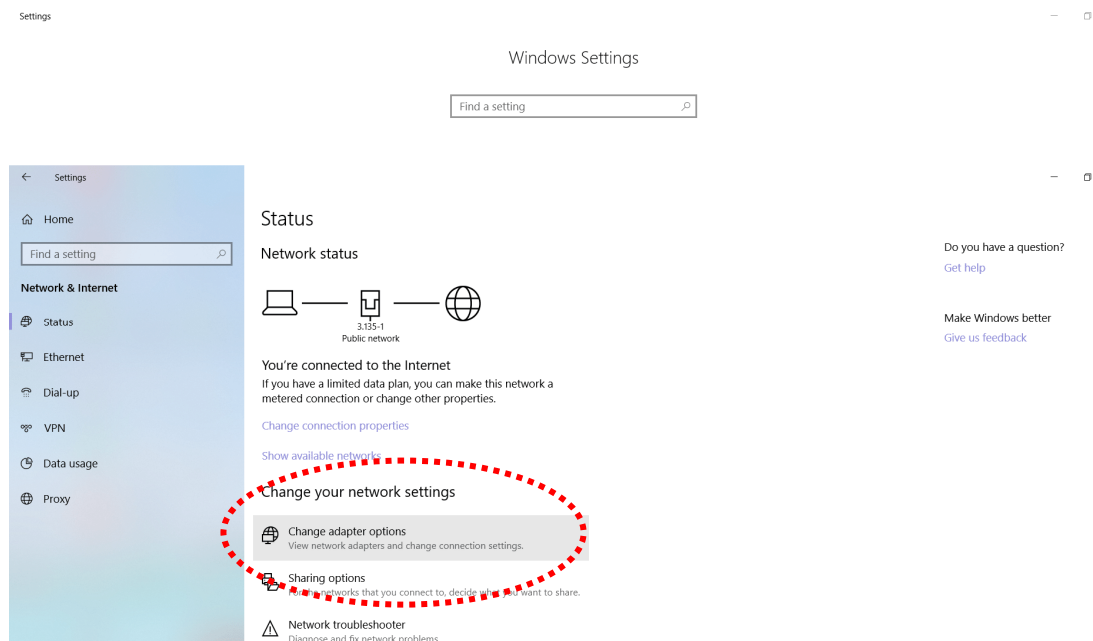 Settings
Windows Settings
Find a setting
Settings
Home
Find a setting
Network & Internet
Status
Ethernet
Dial-up
VPN
Data usage
Proxy
Status
Network status
3.135-1
Public network
You're connected to the Internet
If you have a limited data plan, you can make this network a
metered connection or change other properties.
Change connection properties
Show available networks
Change your network settings
Change adapter options
View network adapters and change connection settings.
Sharing options
For the networks that you connect to, decide what you want to share.
Network troubleshooter
Diagnose and fix network problems.
Do you have a question?
Get help
Make Windows better
Give us feedback